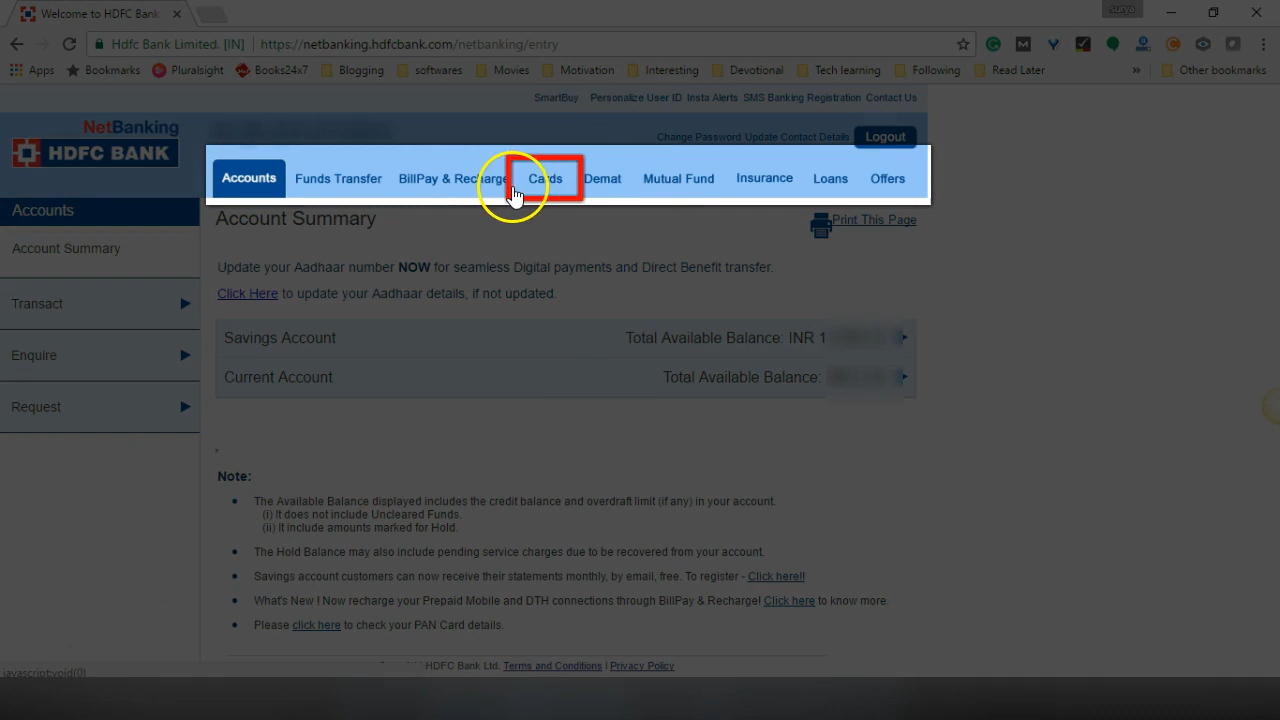 Welcome to HDFC Bank
surya
Hdfc Bank Limited. [IN] https://netbanking.hdfcbank.com/netbanking/entry
Apps Bookmarks Pluralsight Books24x7 Blogging softwares Movies Motivation Interesting Devotional Tech learning Following Read Later » Other bookmarks
SmartBuy Personalize User ID Insta Alerts SMS Banking Registration Contact Us
NetBanking
HDFC BANK
Change Password Update Contact Details Logout
Accounts Funds Transfer BillPay & Recharge Cards Demat Mutual Fund Insurance Loans Offers
Accounts
Account Summary
Transact
Enquire
Request
Account Summary
Print This Page
Update your Aadhaar number NOW for seamless Digital payments and Direct Benefit transfer.
Click Here to update your Aadhaar details, if not updated.
Savings Account Total Available Balance: INR 1
Current Account Total Available Balance:
Note:
The Available Balance displayed includes the credit balance and overdraft limit (if any) in your account.
(i) It does not include Uncleared Funds.
(ii) It include amounts marked for Hold.
The Hold Balance may also include pending service charges due to be recovered from your account.
Savings account customers can now receive their statements monthly, by email, free. To register - Click here!!
What's New ! Now recharge your Prepaid Mobile and DTH connections through BillPay & Recharge! Click here to know more.
Please click here to check your PAN Card details.
HDFC Bank Ltd. Terms and Conditions | Privacy Policy
javascript:void(0)